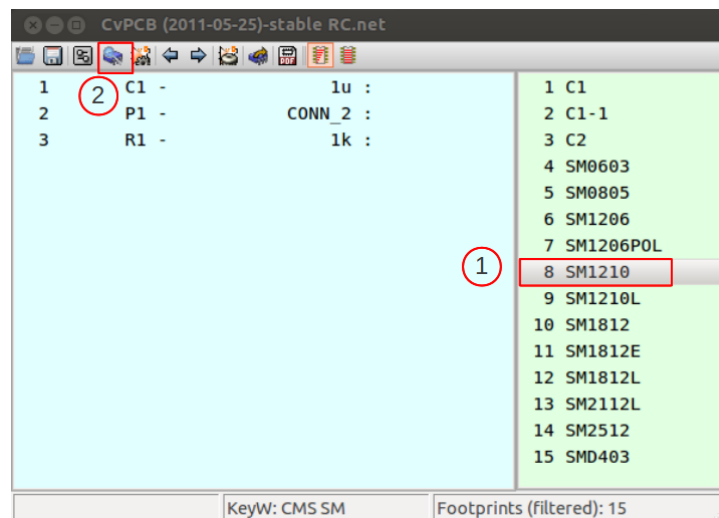 CvPCB (2011-05-25)-stable RC.net
PDF
1 C1 - 1u :
2 P1 - CONN_2 :
3 R1 - 1k :
2
1
1 C1
2 C1-1
3 C2
4 SM0603
5 SM0805
6 SM1206
7 SM1206POL
8 SM1210
9 SM1210L
10 SM1812
11 SM1812E
12 SM1812L
13 SM2112L
14 SM2512
15 SMD403
KeyW: CMS SM
Footprints (filtered): 15